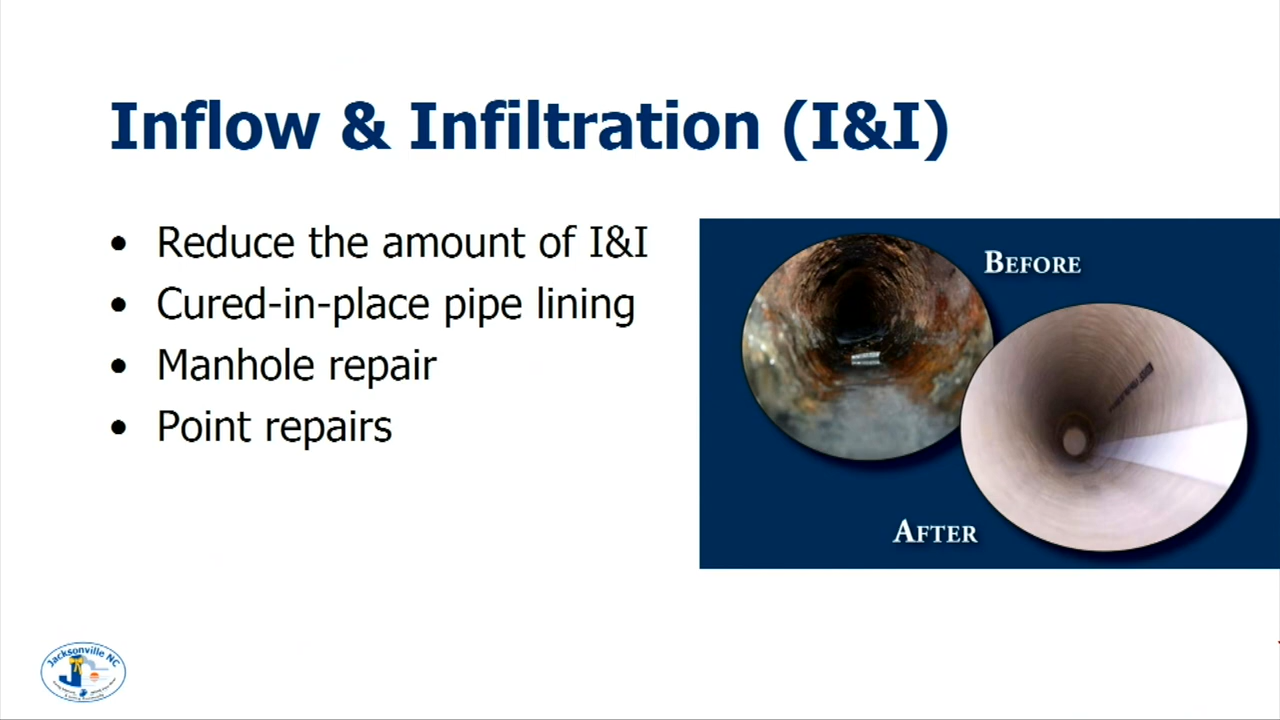 Inflow & Infiltration (I&I)
• Reduce the amount of I&I
• Cured-in-place pipe lining
• Manhole repair
• Point repairs
BEFORE
AFTER
Jacksonville NC
J